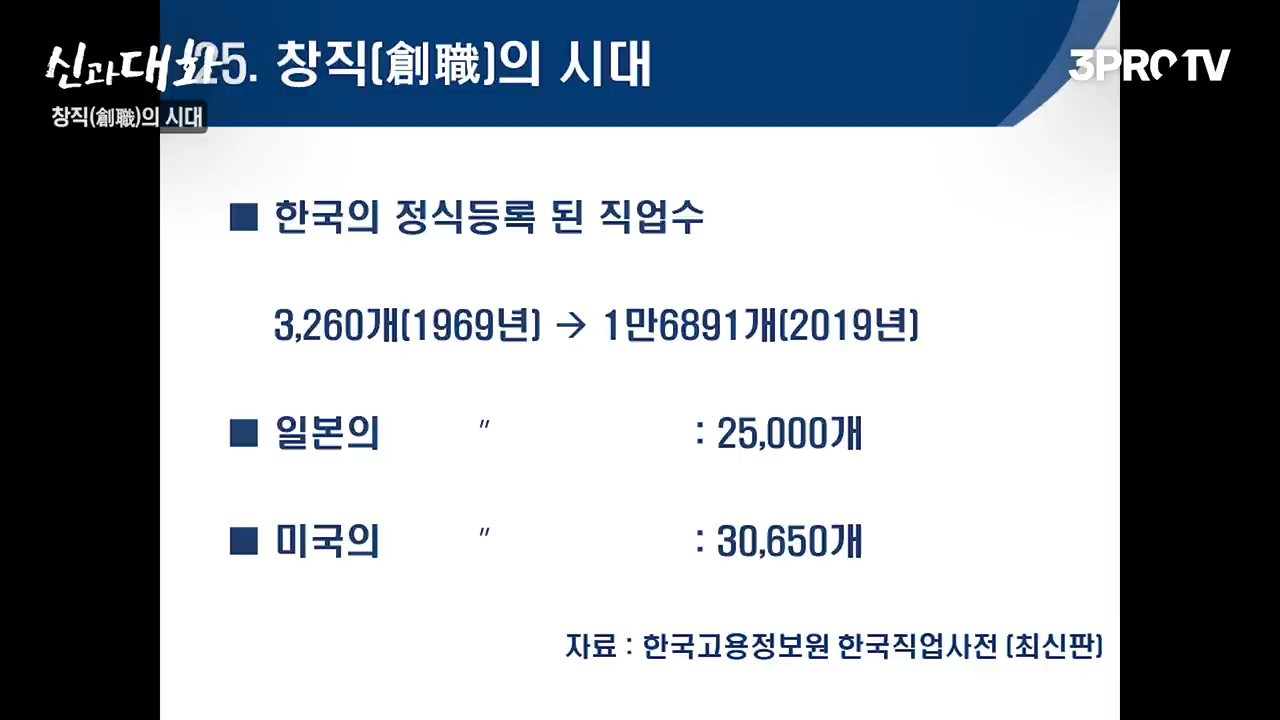 신과대화
25. 창직(創職)의 시대
3PRO TV
창직(創職)의 시대
■ 한국의 정식등록 된 직업수
3,260개(1969년) → 1만6891개(2019년)
■ 일본의 〃 : 25,000개
■ 미국의 〃 : 30,650개
자료 : 한국고용정보원 한국직업사전 (최신판)